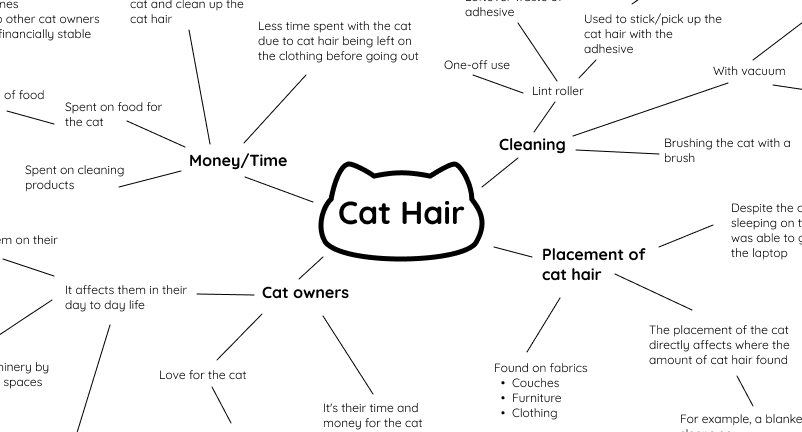 cat and clean up the
cat hair
other cat owners
financially stable
Less time spent with the cat
due to cat hair being left on
the clothing before going out
adhesive
Used to stick/pick up the
cat hair with the
adhesive
One-off use
Lint roller
With vacuum
of food
Spent on food for
the cat
Money/Time
Cleaning
Brushing the cat with a
brush
Spent on cleaning
products
Cat Hair
Despite the
sleeping on
was able to
the laptop
on their
Placement of
cat hair
It affects them in their
day to day life
Cat owners
The placement of the cat
directly affects where the
amount of cat hair found
by
spaces
Love for the cat
Found on fabrics
• Couches
• Furniture
• Clothing
It's their time and
money for the cat
For example, a